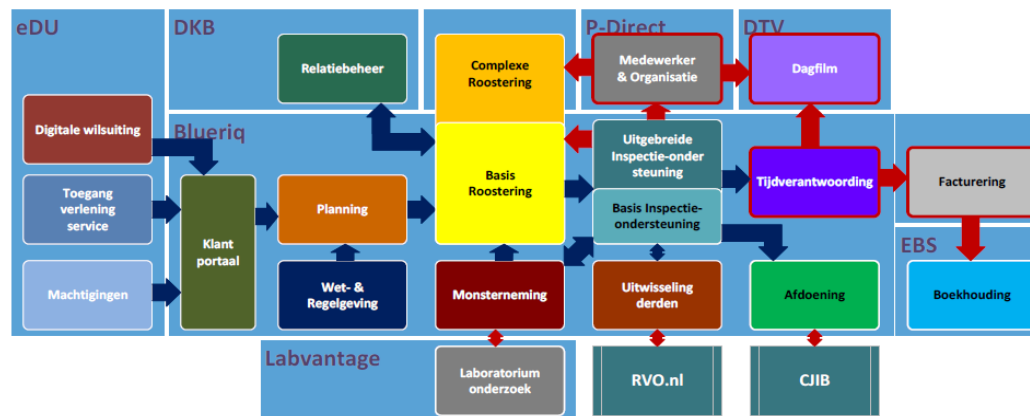 eDU
DKB
P-Direct
DTV
Relatiebeheer
Complexe
Roostering
Medewerker
& Organisatie
Dagfilm
Digitale wilsuiting
Blueriq
Uitgebreide
Inspectie-onder
steuning
Basis
Roostering
Tijdverantwoording
Facturering
Toegang
verlening
service
Planning
Basis Inspectie-
ondersteuning
Klant
portaal
EBS
Machtigingen
Wet- &
Regelgeving
Monsterneming
Uitwisseling
derden
Afdoening
Boekhouding
Labvantage
Laboratorium
onderzoek
RVO.nl
CJIB